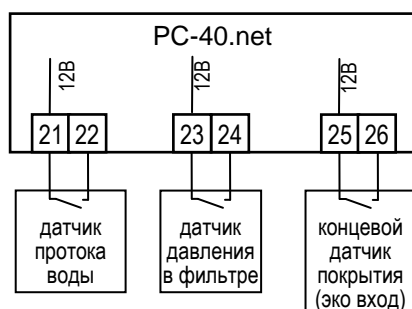 PC-40.net
12В 12В 12В
21 22 23 24 25 26
датчик
протока
воды
датчик
давления
в фильтре
концевой
датчик
покрытия
(эко вход)